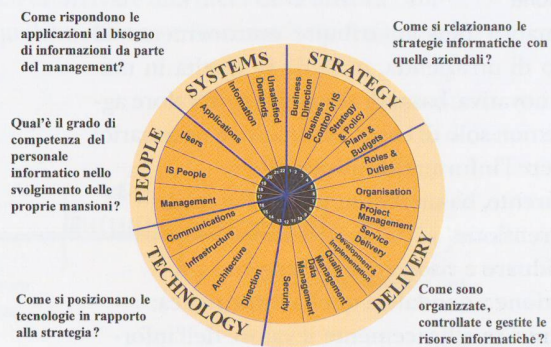 Come rispondono le
applicazioni al bisogno
di informazioni da parte
del management?
Come si relazionano le
strategie informatiche con
quelle aziendali?
Qual'è il grado di
competenza del
personale
informatico nello
svolgimento delle
proprie mansioni?
Come si posizionano le
tecnologie in rapporto
alla strategia?
Come sono
organizzate,
controllate e gestite le
risorse informatiche?
SYSTEMS
STRATEGY
DELIVERY
TECHNOLOGY
PEOPLE
Business
Direction
Business
Control of IS
Strategy
& Policy
Plans &
Budgets
Roles &
Duties
Organisation
Project
Management
Service
Delivery
Development &
Implementation
Quality
Management
Data
Management
Security
Direction
Architecture
Infrastructure
Communications
Management
IS People
Users
Applications
Information
Unsatisfied
Demands